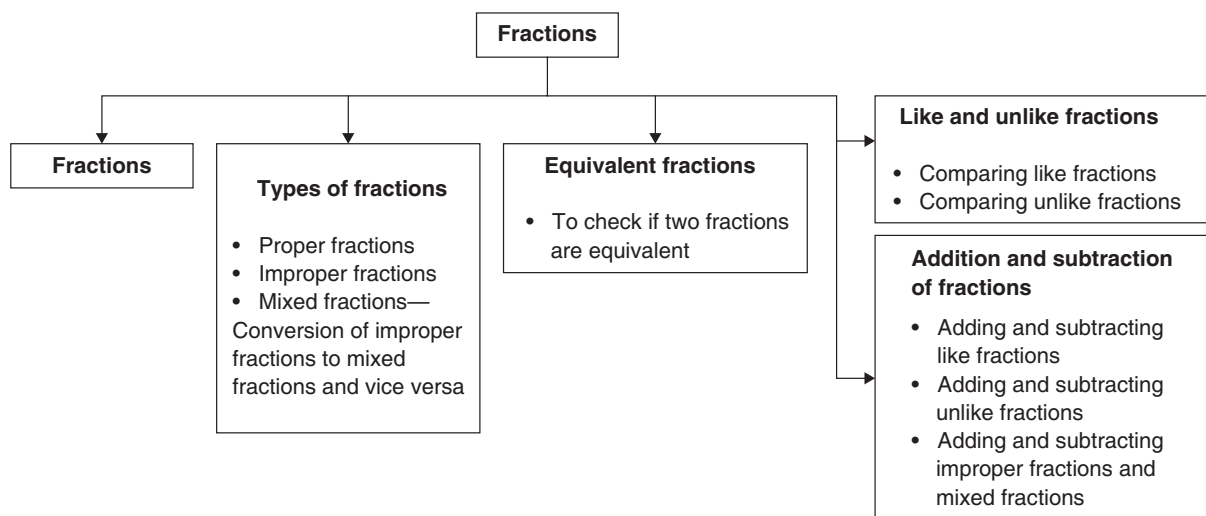 Fractions
Fractions
Types of fractions
• Proper fractions
• Improper fractions
• Mixed fractions—
Conversion of improper
fractions to mixed
fractions and vice versa
Equivalent fractions
• To check if two fractions
are equivalent
Like and unlike fractions
• Comparing like fractions
• Comparing unlike fractions
Addition and subtraction
of fractions
• Adding and subtracting
like fractions
• Adding and subtracting
unlike fractions
• Adding and subtracting
improper fractions and
mixed fractions